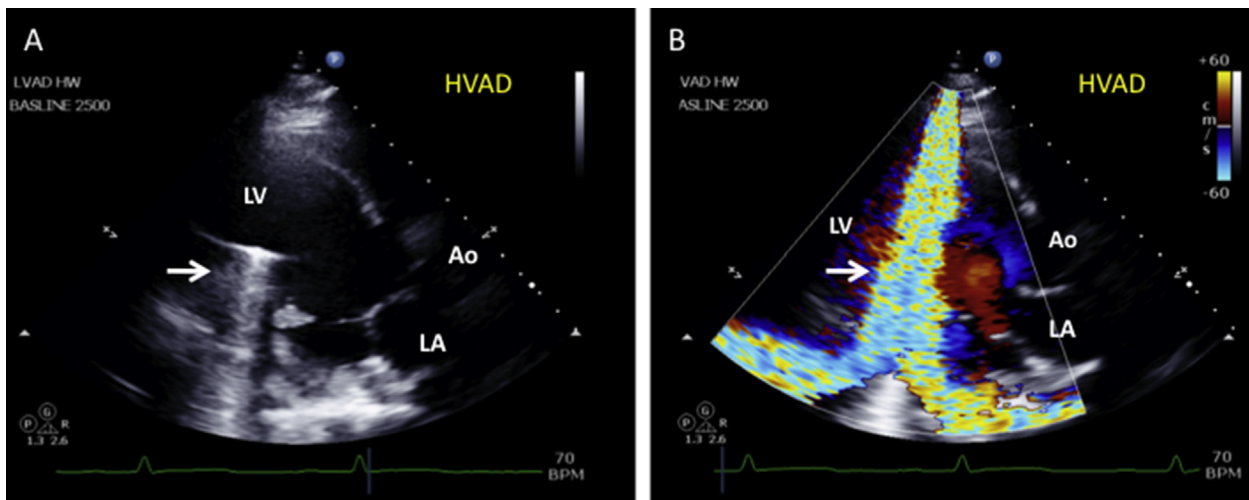 A
P
LVAD HW
BASLINE 2500
HVAD
LV
Ao
LA
G
P R
1.3 2.6
70
BPM
B
P
VAD HW
ASLINE 2500
HVAD
+60
c
m
/
s
-60
LV
Ao
LA
G
P R
1.3 2.6
70
BPM